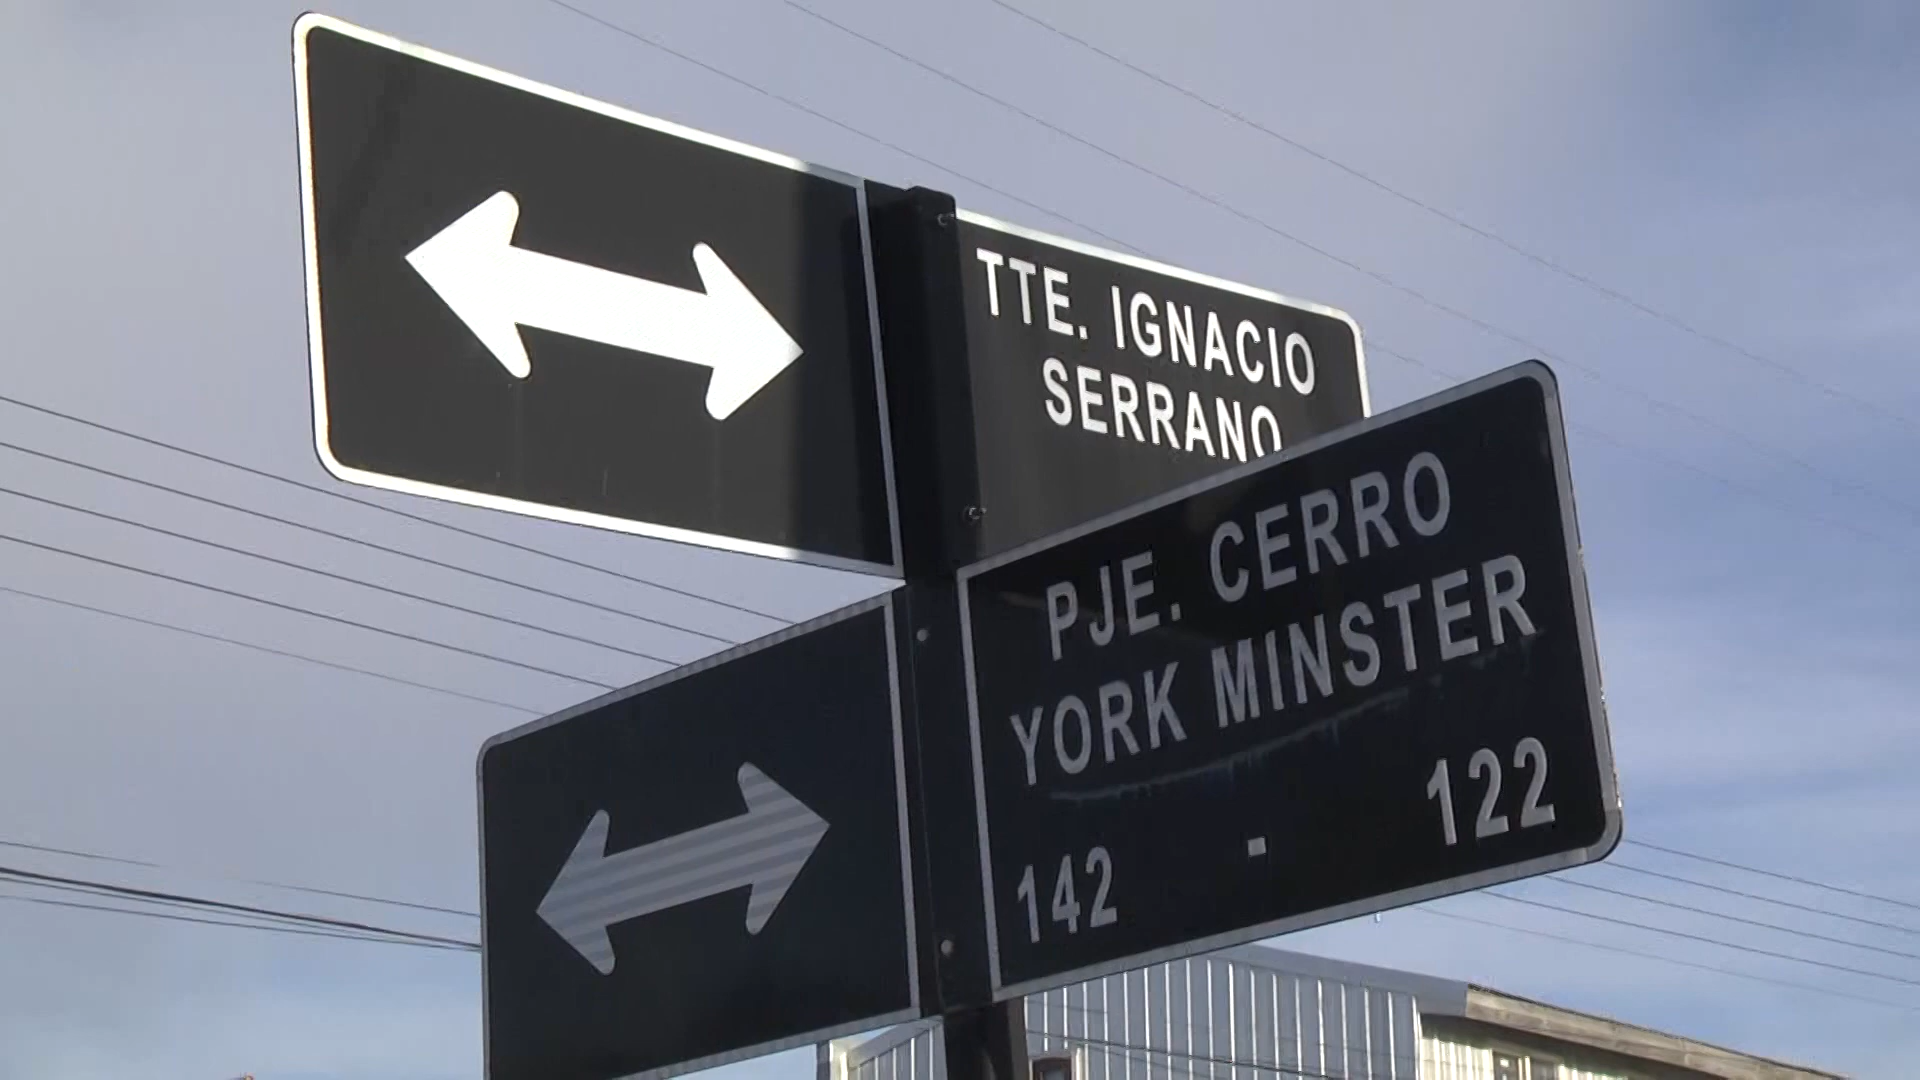 TTE. IGNACIO
SERRANO
PJE. CERRO
YORK MINSTER
142 - 122